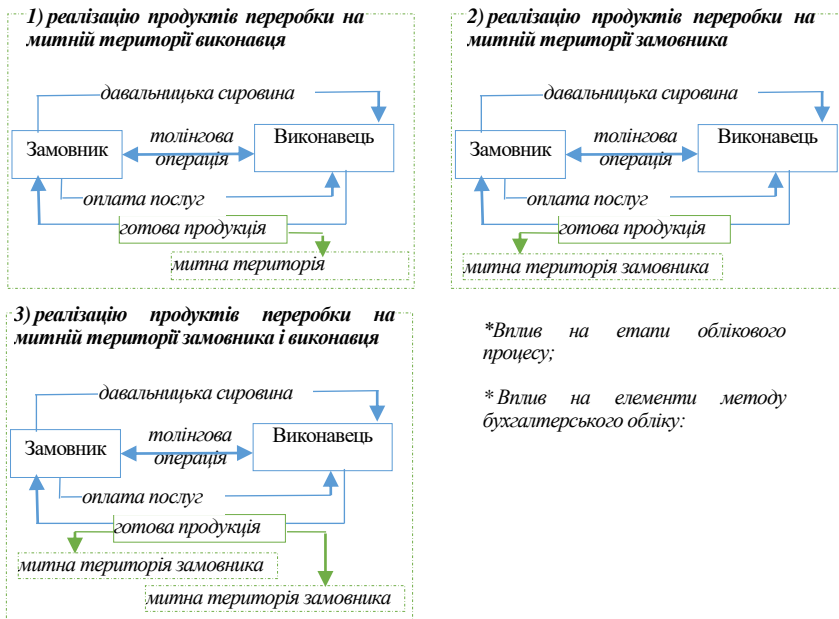 1) реалізацію продуктів переробки на
митній території виконавця
давальницька сировина
Замовник
толінгова
операція
Виконавець
оплата послуг
готова продукція
митна територія
2) реалізацію продуктів переробки на
митній території замовника
давальницька сировина
Замовник
толінгова
операція
Виконавець
оплата послуг
готова продукція
митна територія замовника
3) реалізацію продуктів переробки на
митній території замовника і виконавця
давальницька сировина
Замовник
толінгова
операція
Виконавець
оплата послуг
готова продукція
митна територія замовника
митна територія замовника
*Вплив на етапи облікового
процесу;
* Вплив на елементи методу
бухгалтерського обліку: